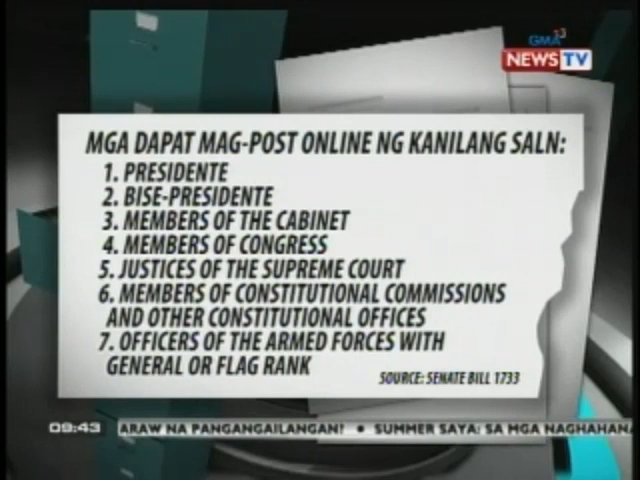 GMA
NEWS TV
MGA DAPAT MAG-POST ONLINE NG KANILANG SALN:
1. PRESIDENTE
2. BISE-PRESIDENTE
3. MEMBERS OF THE CABINET
4. MEMBERS OF CONGRESS
5. JUSTICES OF THE SUPREME COURT
6. MEMBERS OF CONSTITUTIONAL COMMISSIONS
AND OTHER CONSTITUTIONAL OFFICES
7. OFFICERS OF THE ARMED FORCES WITH
GENERAL OR FLAG RANK
SOURCE: SENATE BILL 1733
09:43 ARAW NA PANGANGAILANGAN! • SUMMER SAYA: SA MGA NAGHAHANA